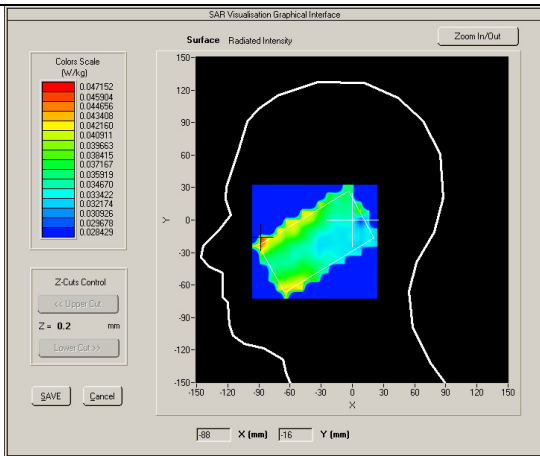 SAR Visualisation Graphical Interface
Surface Radiated Intensity
Zoom In/Out
Colors Scale
(W/kg)
0.047152
0.045904
0.044656
0.043408
0.042160
0.040911
0.039663
0.038415
0.037167
0.035919
0.034670
0.033422
0.032174
0.030926
0.029678
0.028429
Z-Cuts Control
<< Upper Cut
Z = 0.2 mm
Lower Cut >>
SAVE Cancel
150
120
90
60
30
0
-30
-60
-90
-120
-150
Y
-150 -120 -90 -60 -30 0 30 60 90 120 150
X
-88 X (mm) -16 Y (mm)